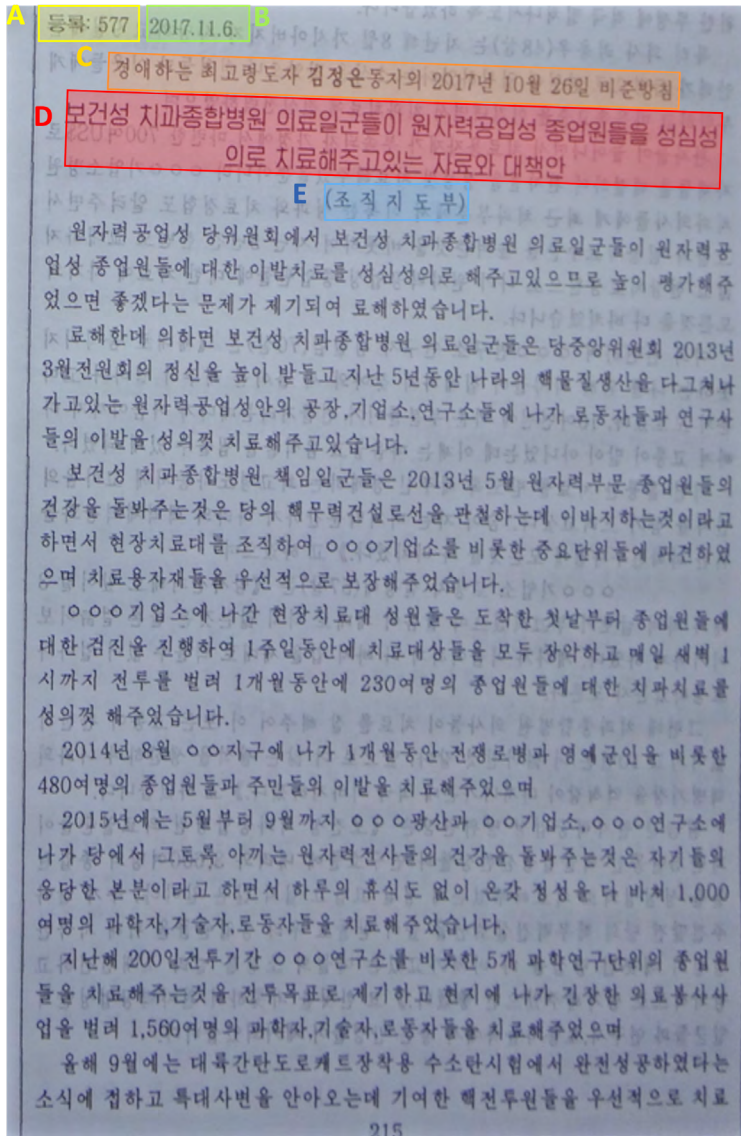 A 등록: 577 2017.11.6. B
C
경애하는 최고령도자 김정은동지의 2017년 10월 26일 비준방침
D 보건성 치과종합병원 의료일군들이 원자력공업성 종업원들을 성심성
의로 치료해주고있는 자료와 대책안
E (조직지도부)
원자력공업성 당위원회에서 보건성 치과종합병원 의료일군들이 원자력공
업성 종업원들에 대한 이발치료를 성심성의로 해주고있으므로 높이 평가해주
었으면 좋겠다는 문제가 제기되여 료해하였습니다.
료해한데 의하면 보건성 치과종합병원 의료일군들은 당중앙위원회 2013년
3월전원회의 정신을 높이 받들고 지난 5년동안 나라의 핵물질생산을 다그쳐나
가고있는 원자력공업성안의 공장,기업소,연구소들에 나가 로동자들과 연구사
들의 이발을 성의껏 치료해주고있습니다.
보건성 치과종합병원 책임일군들은 2013년 5월 원자력부문 종업원들의
건강을 돌봐주는것은 당의 핵무력건설로선을 관철하는데 이바지하는것이라고
하면서 현장치료대를 조직하여 ㅇㅇㅇ기업소를 비롯한 중요단위들에 파견하였
으며 치료용자재들을 우선적으로 보장해주었습니다.
ㅇㅇㅇ기업소에 나간 현장치료대 성원들은 도착한 첫날부터 종업원들에
대한 검진을 진행하여 1주일동안에 치료대상들을 모두 장악하고 매일 새벽 1
시까지 전투를 벌려 1개월동안에 230여명의 종업원들에 대한 치과치료를
성의껏 해주었습니다.
2014년 8월 ㅇㅇ지구에 나가 1개월동안 전쟁로병과 영예군인을 비롯한
480여명의 종업원들과 주민들의 이발을 치료해주었으며
2015년에는 5월부터 9월까지 ㅇㅇㅇ광산과 ㅇㅇ기업소,ㅇㅇㅇ연구소에
나가 당에서 그토록 아끼는 원자력전사들의 건강을 돌봐주는것은 자기들의
응당한 본분이라고 하면서 하루의 휴식도 없이 온갖 정성을 다 바쳐 1,000
여명의 과학자,기술자,로동자들을 치료해주었습니다.
지난해 200일전투기간 ㅇㅇㅇ연구소를 비롯한 5개 과학연구단위의 종업원
들을 치료해주는것을 전투목표로 제기하고 현지에 나가 긴장한 의료봉사사
업을 벌려 1,560여명의 과학자,기술자,로동자들을 치료해주었으며
올해 9월에는 대륙간탄도로케트장착용 수소탄시험에서 완전성공하였다는
소식에 접하고 특대사변을 안아오는데 기여한 핵전투원들을 우선적으로 치료
215